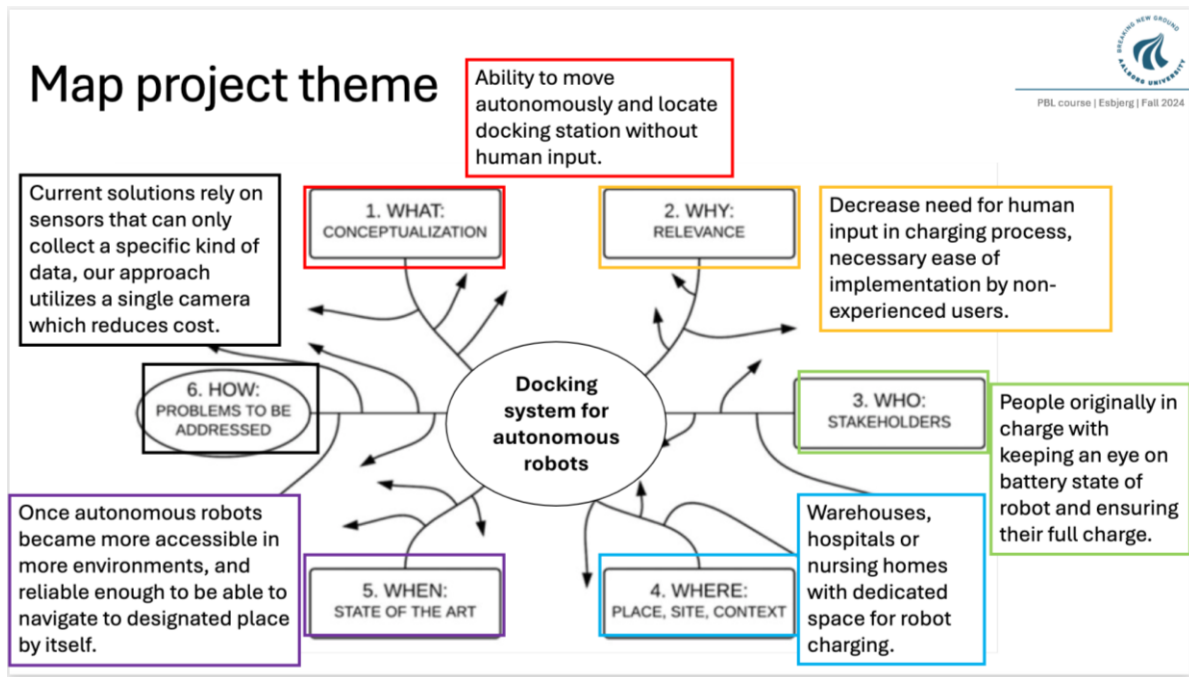 Map project theme
BREAKING NEW GROUND
AALBORG UNIVERSITY
PBL course | Esbjerg | Fall 2024
Ability to move
autonomously and locate
docking station without
human input.
Current solutions rely on
sensors that can only
collect a specific kind of
data, our approach
utilizes a single camera
which reduces cost.
1. WHAT:
CONCEPTUALIZATION
2. WHY:
RELEVANCE
Decrease need for human
input in charging process,
necessary ease of
implementation by non-
experienced users.
6. HOW:
PROBLEMS TO BE
ADDRESSED
Docking
system for
autonomous
robots
3. WHO:
STAKEHOLDERS
People originally in
charge with
keeping an eye on
battery state of
robot and ensuring
their full charge.
Once autonomous robots
became more accessible in
more environments, and
reliable enough to be able to
navigate to designated place
by itself.
5. WHEN:
STATE OF THE ART
4. WHERE:
PLACE, SITE, CONTEXT
Warehouses,
hospitals or
nursing homes
with dedicated
space for robot
charging.